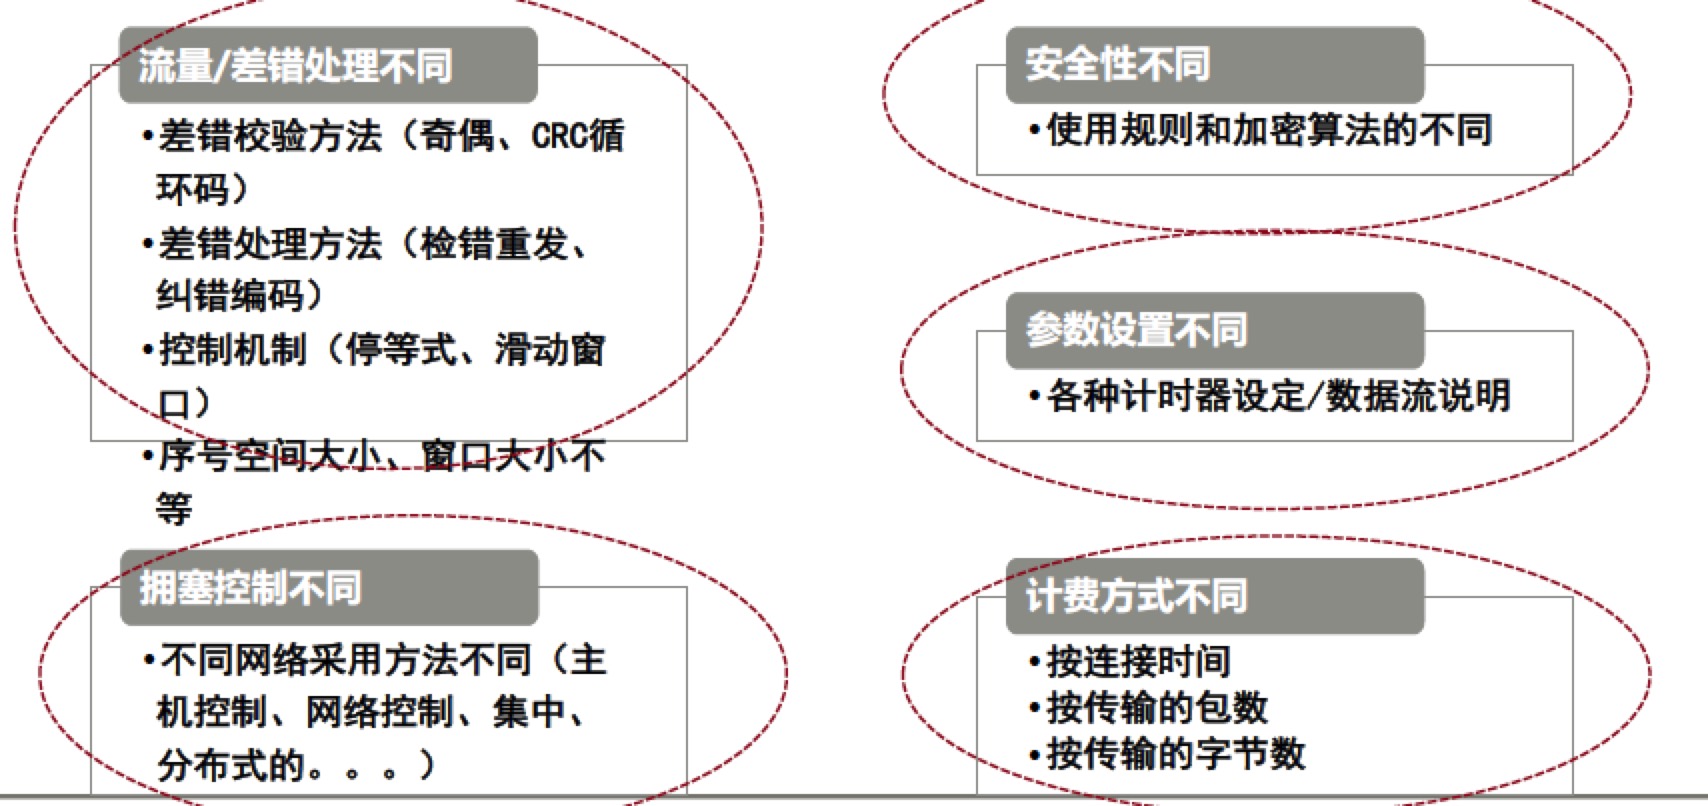 流量/差错处理不同
•差错校验方法（奇偶、CRC循
环码）
•差错处理方法（检错重发、
纠错编码）
•控制机制（停等式、滑动窗
口）
•序号空间大小、窗口大小不
等
拥塞控制不同
•不同网络采用方法不同（主
机控制、网络控制、集中、
分布式的。。。）
安全性不同
•使用规则和加密算法的不同
参数设置不同
•各种计时器设定/数据流说明
计费方式不同
•按连接时间
•按传输的包数
•按传输的字节数